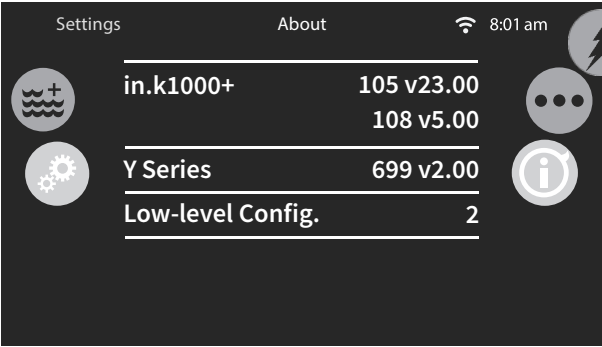 Settings About 8:01 am
in.k1000+ 105 v23.00
108 v5.00
Y Series 699 v2.00
Low-level Config. 2